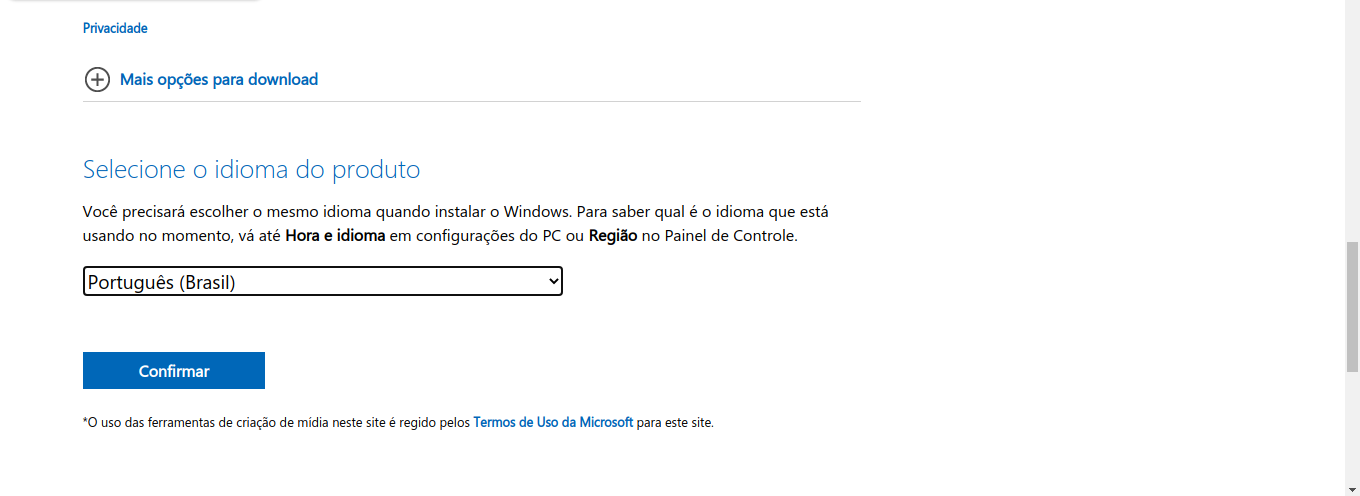 Privacidade
Mais opções para download
Selecione o idioma do produto
Você precisará escolher o mesmo idioma quando instalar o Windows. Para saber qual é o idioma que está
usando no momento, vá até Hora e idioma em configurações do PC ou Região no Painel de Controle.
Português (Brasil)
Confirmar
*O uso das ferramentas de criação de mídia neste site é regido pelos Termos de Uso da Microsoft para este site.